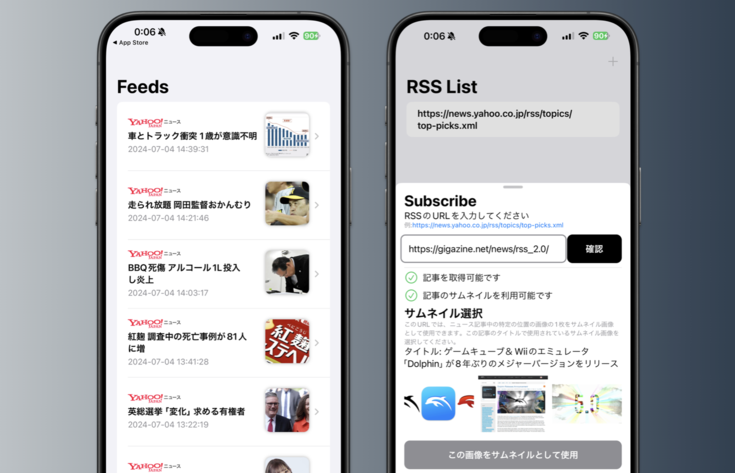 0:06
90+
App Store
Feeds
YAHOO! ニュース
JAPAN
車とトラック衝突 1歳が意識不明
2024-07-04 14:39:31
YAHOO! ニュース
JAPAN
走られ放題 岡田監督おかんむり
2024-07-04 14:21:46
YAHOO! ニュース
JAPAN
BBQ死傷 アルコール1L投入
し炎上
2024-07-04 14:03:17
YAHOO! ニュース
JAPAN
紅麹 調査中の死亡事例が81人
に増
2024-07-04 13:41:28
YAHOO! ニュース
JAPAN
英総選挙「変化」求める有権者
2024-07-04 13:22:19
YAHOO! ニュース
0:06
90+
RSS List
https://news.yahoo.co.jp/rss/topics/
top-picks.xml
Subscribe
RSSのURLを入力してください
例:https://news.yahoo.co.jp/rss/topics/top-picks.xml
https://gigazine.net/news/rss_2.0/
確認
記事を取得可能です
記事のサムネイルを利用可能です
サムネイル選択
このURLでは、ニュース記事中の特定の位置の画像の1枚をサムネイル画像
として使用できます。この記事のタイトルで使用されているサムネイル画像を
選択してください。
タイトル: ゲームキューブ& Wiiのエミュレータ
「Dolphin」が8年ぶりのメジャーバージョンをリリース
5.0
この画像をサムネイルとして使用